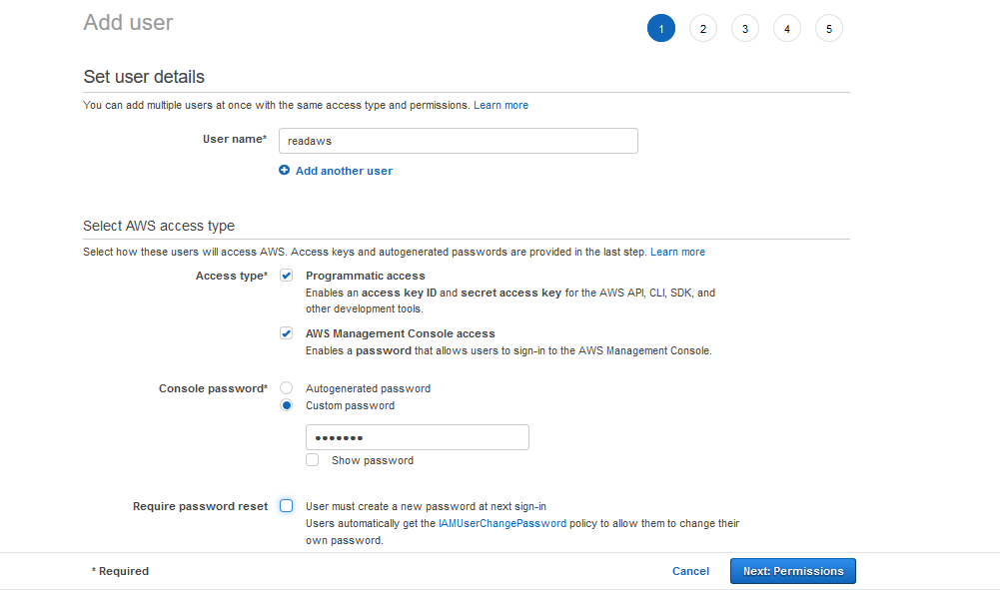 Add user
1 2 3 4 5
Set user details
You can add multiple users at once with the same access type and permissions. Learn more
User name*
readaws
Add another user
Select AWS access type
Select how these users will access AWS. Access keys and autogenerated passwords are provided in the last step. Learn more
Access type* Programmatic access
Enables an access key ID and secret access key for the AWS API, CLI, SDK, and
other development tools.
AWS Management Console access
Enables a password that allows users to sign-in to the AWS Management Console.
Console password* Autogenerated password
Custom password
•••••••
Show password
Require password reset User must create a new password at next sign-in
Users automatically get the IAMUserChangePassword policy to allow them to change their
own password.
* Required Cancel Next: Permissions